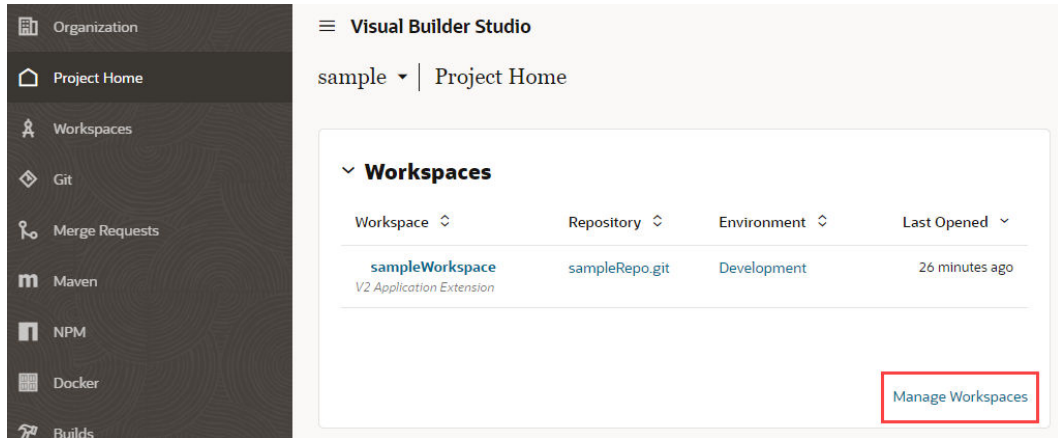 Organization
Project Home
Workspaces
Git
Merge Requests
Maven
NPM
Docker
Builds
Visual Builder Studio
sample Project Home
Workspaces
Workspace Repository Environment Last Opened
sampleWorkspace sampleRepo.git Development 26 minutes ago
V2 Application Extension
Manage Workspaces